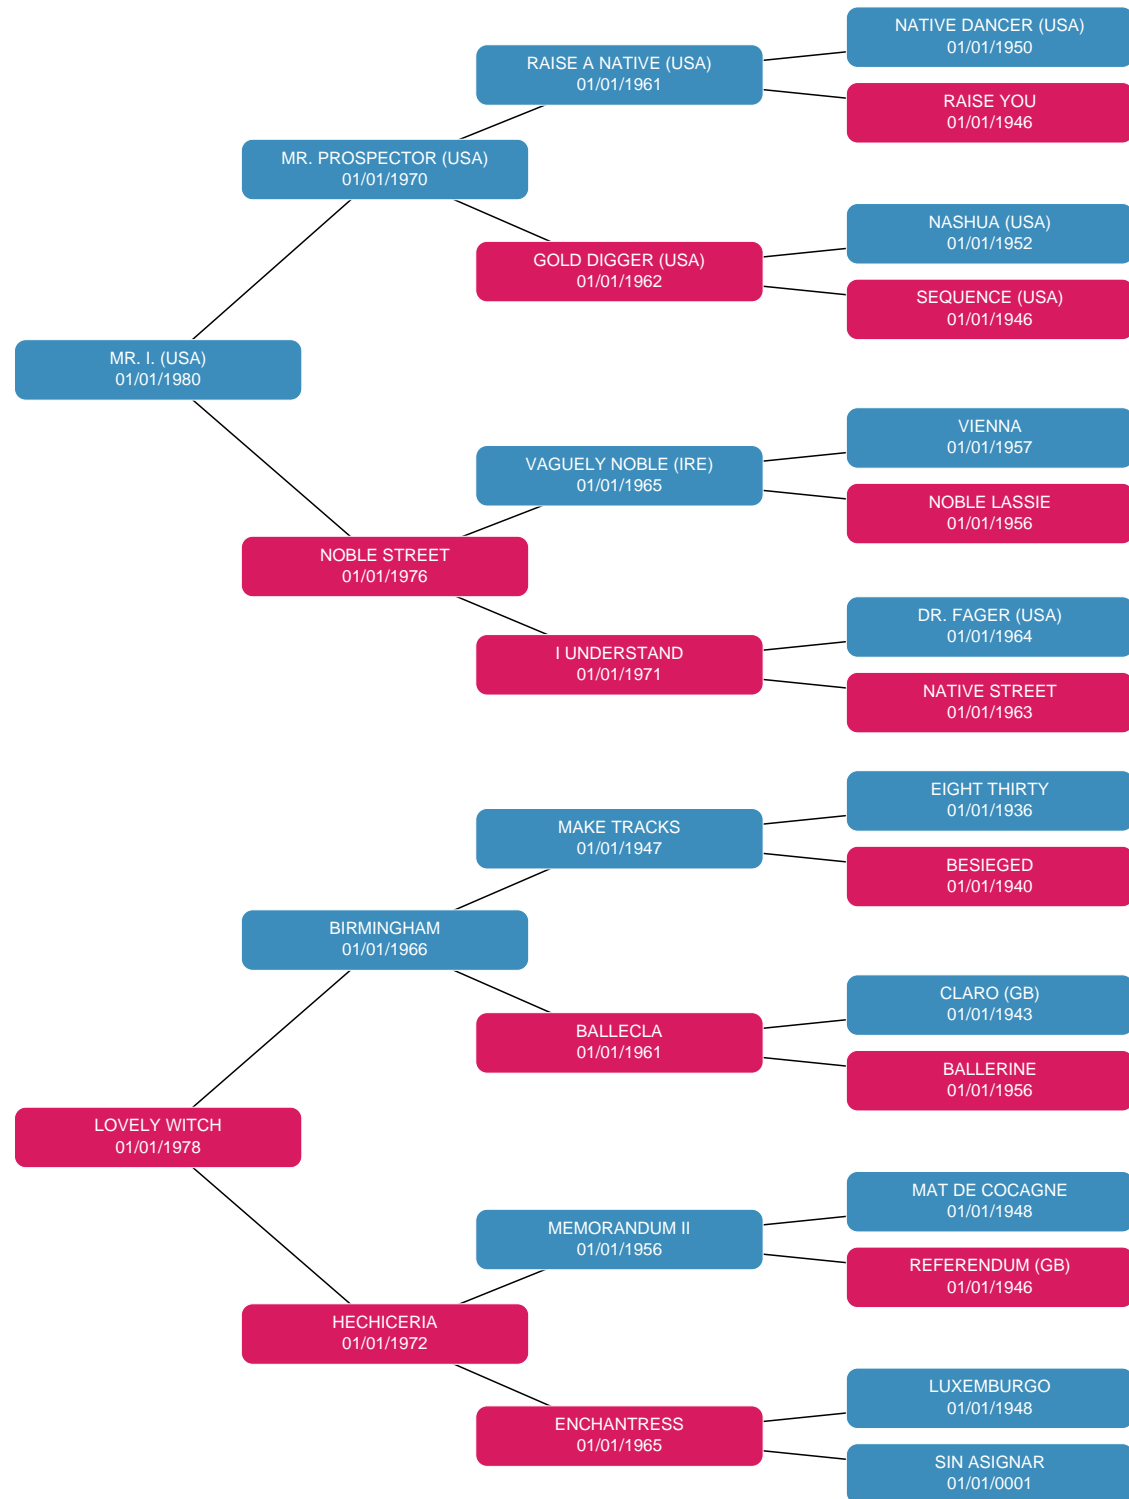 NATIVE DANCER (USA)
01/01/1950
RAISE A NATIVE (USA)
01/01/1961
RAISE YOU
01/01/1946
MR. PROSPECTOR (USA)
01/01/1970
NASHUA (USA)
01/01/1952
GOLD DIGGER (USA)
01/01/1962
SEQUENCE (USA)
01/01/1946
MR. I. (USA)
01/01/1980
VIENNA
01/01/1957
VAGUELY NOBLE (IRE)
01/01/1965
NOBLE LASSIE
01/01/1956
NOBLE STREET
01/01/1976
DR. FAGER (USA)
01/01/1964
I UNDERSTAND
01/01/1971
NATIVE STREET
01/01/1963
EIGHT THIRTY
01/01/1936
MAKE TRACKS
01/01/1947
BESIEGED
01/01/1940
BIRMINGHAM
01/01/1966
CLARO (GB)
01/01/1943
BALLECLA
01/01/1961
BALLERINE
01/01/1956
LOVELY WITCH
01/01/1978
MAT DE COCAGNE
01/01/1948
MEMORANDUM II
01/01/1956
REFERENDUM (GB)
01/01/1946
HECHICERIA
01/01/1972
LUXEMBURGO
01/01/1948
ENCHANTRESS
01/01/1965
SIN ASIGNAR
01/01/0001